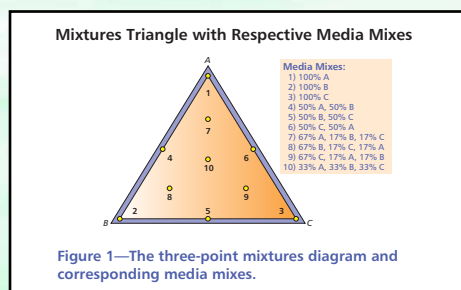 Mixtures Triangle with Respective Media Mixes
A
Media Mixes:
1) 100% A
2) 100% B
3) 100% C
4) 50% A, 50% B
5) 50% B, 50% C
6) 50% C, 50% A
7) 67% A, 17% B, 17% C
8) 67% B, 17% C, 17% A
9) 67% C, 17% A, 17% B
10) 33% A, 33% B, 33% C
1
7
4
6
10
8
9
2
5
3
B
C
Figure 1—The three-point mixtures diagram and
corresponding media mixes.